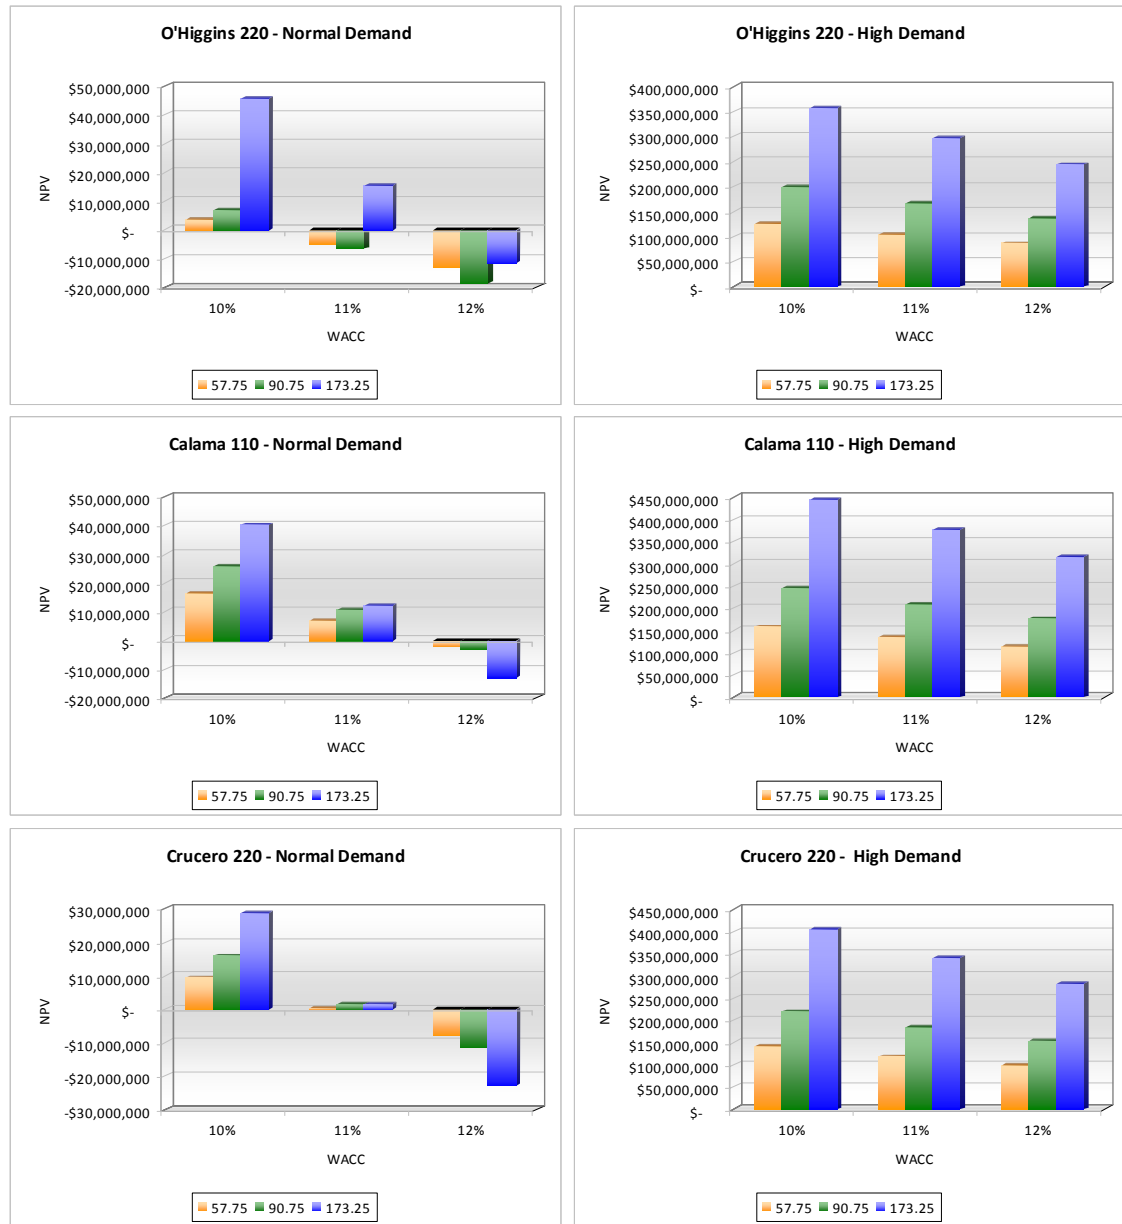 O'Higgins 220 - Normal Demand
NPV
$50,000,000
$40,000,000
$30,000,000
$20,000,000
$10,000,000
$-
-$10,000,000
-$20,000,000
10% 11% 12%
WACC
57.75 90.75 173.25
O'Higgins 220 - High Demand
NPV
$400,000,000
$350,000,000
$300,000,000
$250,000,000
$200,000,000
$150,000,000
$100,000,000
$50,000,000
$-
10% 11% 12%
WACC
57.75 90.75 173.25
Calama 110 - Normal Demand
NPV
$50,000,000
$40,000,000
$30,000,000
$20,000,000
$10,000,000
$-
-$10,000,000
-$20,000,000
10% 11% 12%
WACC
57.75 90.75 173.25
Calama 110 - High Demand
NPV
$450,000,000
$400,000,000
$350,000,000
$300,000,000
$250,000,000
$200,000,000
$150,000,000
$100,000,000
$50,000,000
$-
10% 11% 12%
WACC
57.75 90.75 173.25
Crucero 220 - Normal Demand
NPV
$30,000,000
$20,000,000
$10,000,000
$-
-$10,000,000
-$20,000,000
-$30,000,000
10% 11% 12%
WACC
57.75 90.75 173.25
Crucero 220 - High Demand
NPV
$450,000,000
$400,000,000
$350,000,000
$300,000,000
$250,000,000
$200,000,000
$150,000,000
$100,000,000
$50,000,000
$-
10% 11% 12%
WACC
57.75 90.75 173.25